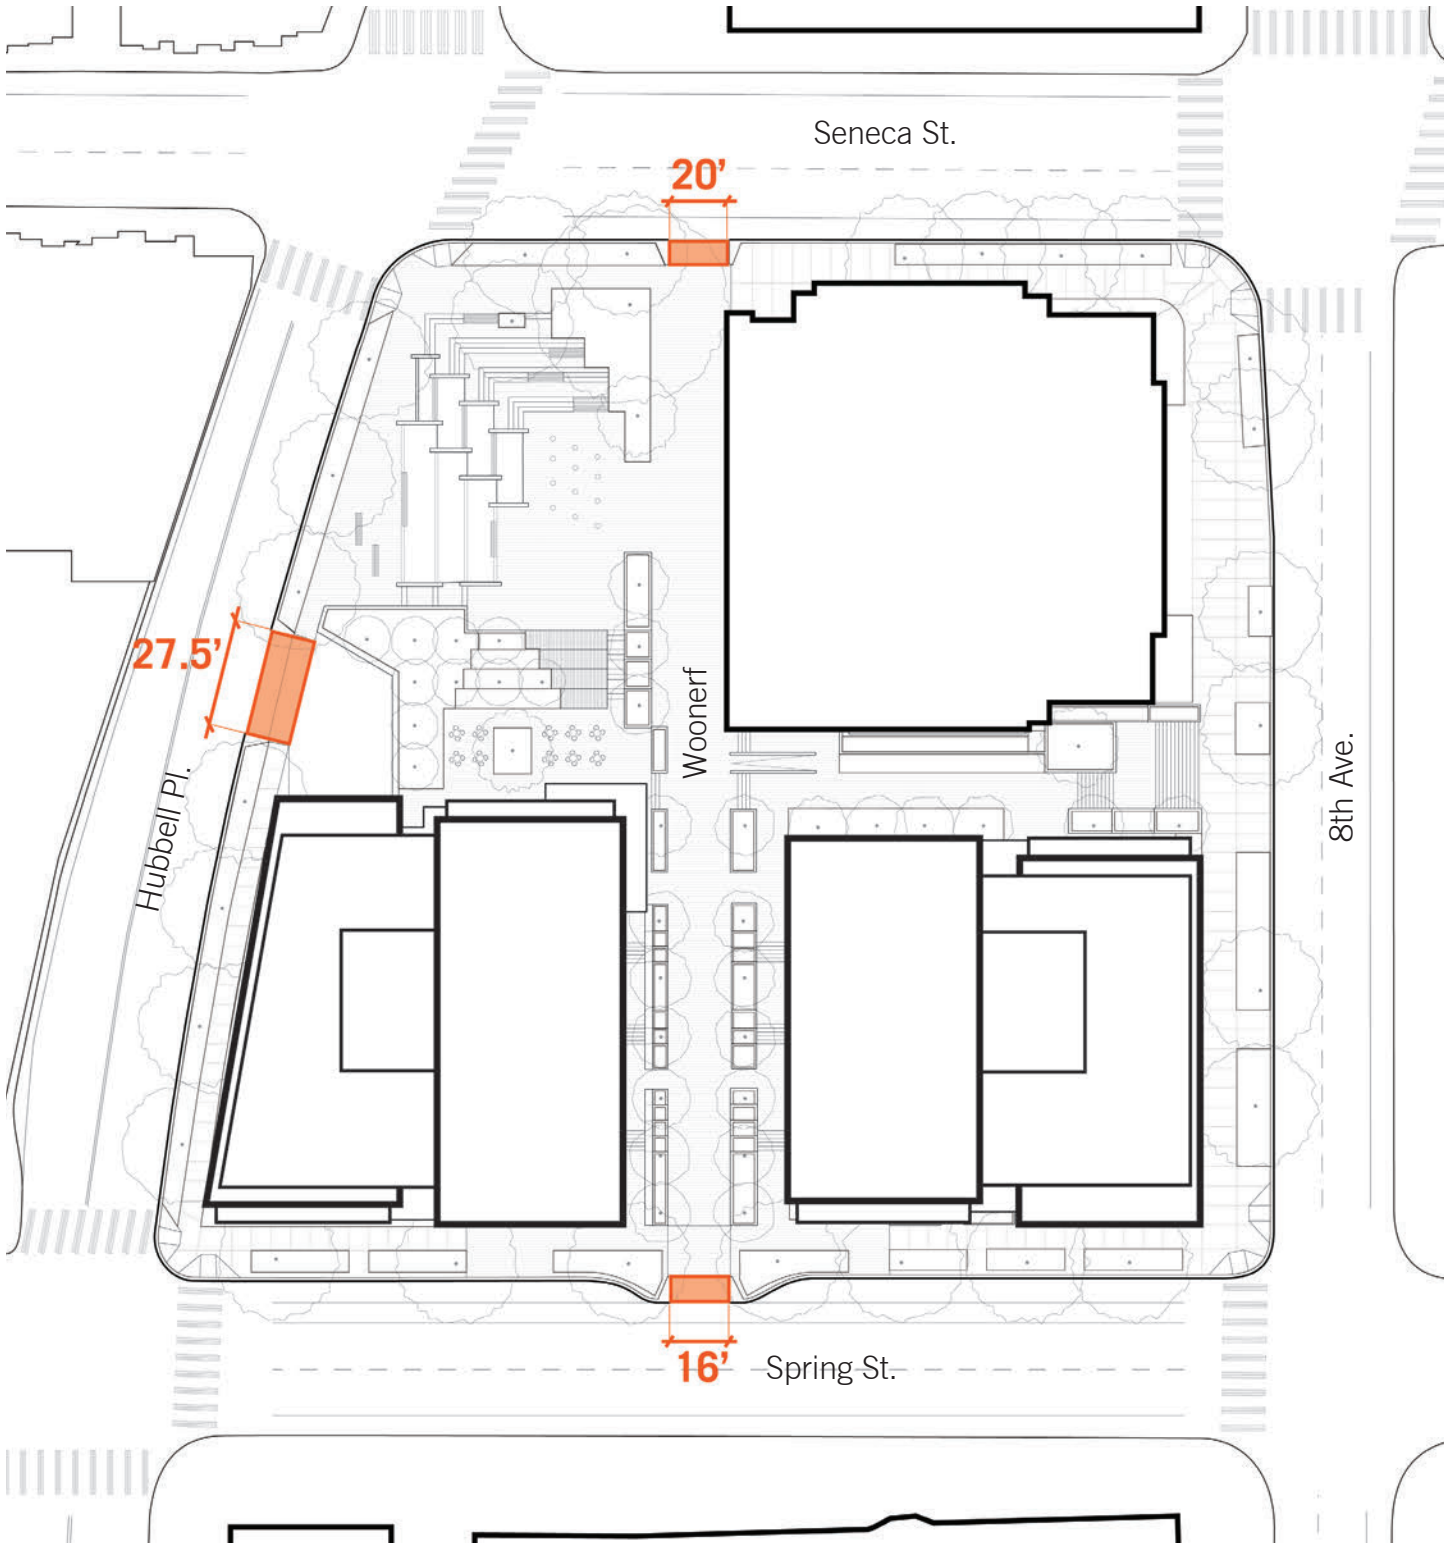 Seneca St.
20’
27.5’
Woonerf
8th Ave.
Hubbell Pl.
16’
Spring St.